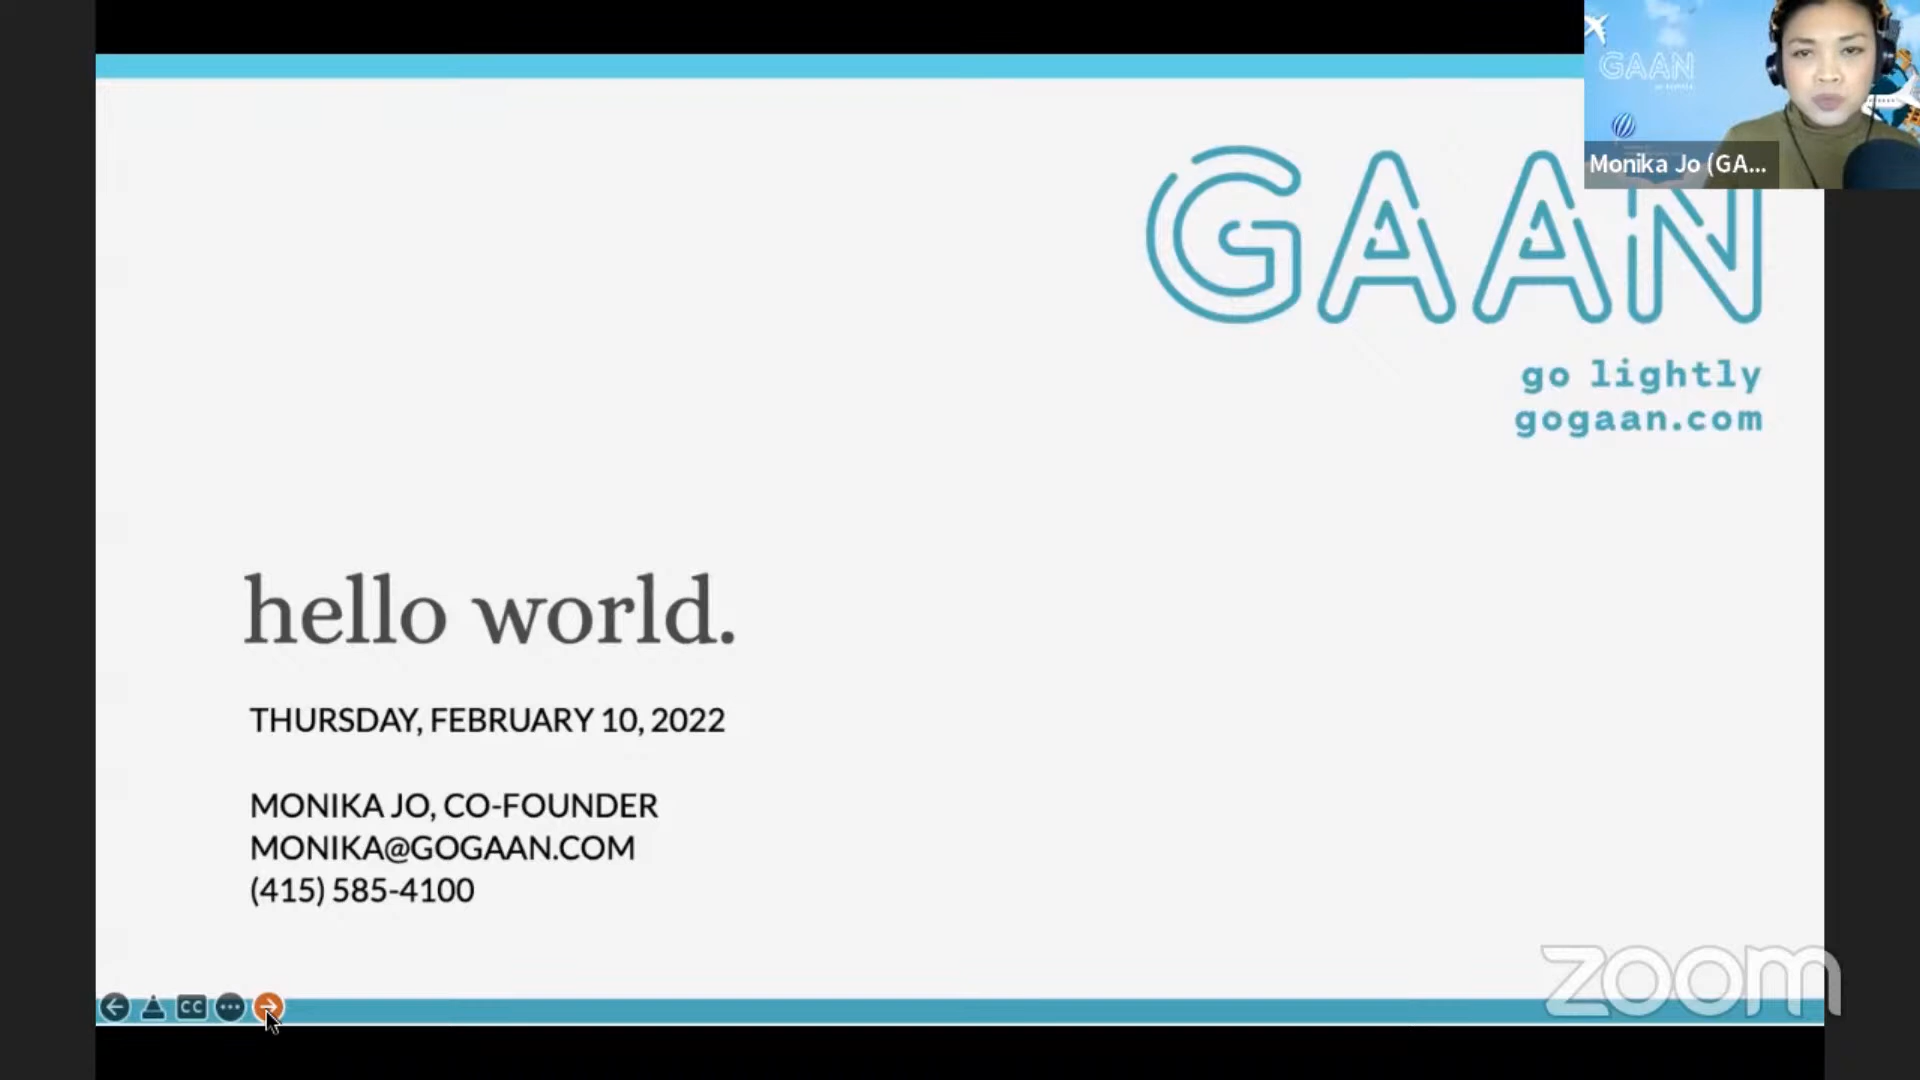 GAAN
Monika Jo (GA...
GAAN
go lightly
gogaan.com
hello world.
THURSDAY, FEBRUARY 10, 2022
MONIKA JO, CO-FOUNDER
MONIKA@GOGAAN.COM
(415) 585-4100
CC
zoom